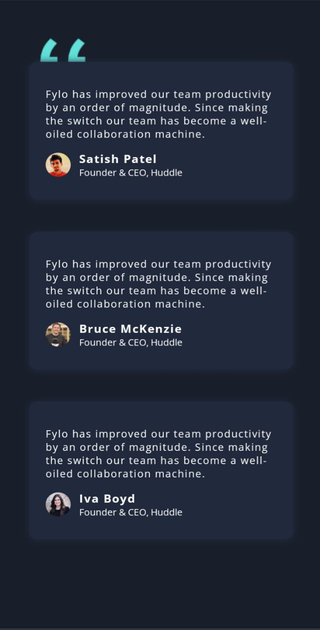 “
Fylo has improved our team productivity
by an order of magnitude. Since making
the switch our team has become a well-
oiled collaboration machine.
Satish Patel
Founder & CEO, Huddle
Fylo has improved our team productivity
by an order of magnitude. Since making
the switch our team has become a well-
oiled collaboration machine.
Bruce McKenzie
Founder & CEO, Huddle
Fylo has improved our team productivity
by an order of magnitude. Since making
the switch our team has become a well-
oiled collaboration machine.
Iva Boyd
Founder & CEO, Huddle